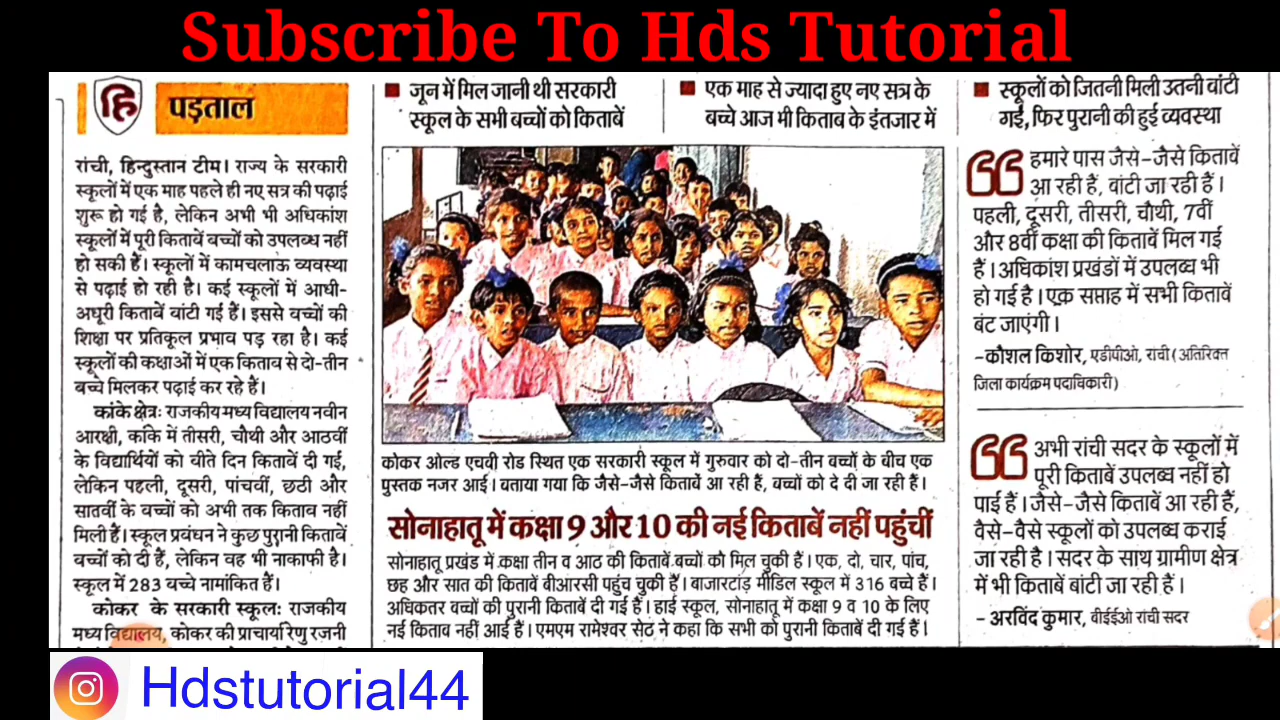 Subscribe To Hds Tutorial
हि
पड़ताल
रांची, हिन्दुस्तान टीम। राज्य के सरकारी
स्कूलों में एक माह पहले ही नए सत्र की पढ़ाई
शुरू हो गई है, लेकिन अभी भी अधिकांश
स्कूलों में पूरी किताबें बच्चों को उपलब्ध नहीं
हो सकी हैं। स्कूलों में कामचलाऊ व्यवस्था
से पढ़ाई हो रही है। कई स्कूलों में आधी-
अधूरी किताबें बांटी गई हैं। इससे बच्चों की
शिक्षा पर प्रतिकूल प्रभाव पड़ रहा है। कई
स्कूलों की कक्षाओं में एक किताब से दो-तीन
बच्चे मिलकर पढ़ाई कर रहे हैं।
कांके क्षेत्र: राजकीय मध्य विद्यालय नवीन
आरक्षी, कांके में तीसरी, चौथी और आठवीं
के विद्यार्थियों को बीते दिन किताबें दी गई,
लेकिन पहली, दूसरी, पांचवीं, छठी और
सातवीं के बच्चों को अभी तक किताब नहीं
मिली हैं। स्कूल प्रबंधन ने कुछ पुरानी किताबें
बच्चों को दी हैं, लेकिन वह भी नाकाफी है।
स्कूल में 283 बच्चे नामांकित हैं।
कोकर के सरकारी स्कूल: राजकीय
मध्य विद्यालय, कोकर की प्राचार्य रेणु रजनी
जून में मिल जानी थी सरकारी
स्कूल के सभी बच्चों को किताबें
एक माह से ज्यादा हुए नए सत्र के
बच्चे आज भी किताब के इंतजार में
स्कूलों को जितनी मिली उतनी बांटी
गई, फिर पुरानी की हुई व्यवस्था
कोकर ओल्ड एचबी रोड स्थित एक सरकारी स्कूल में गुरुवार को दो-तीन बच्चों के बीच एक
पुस्तक नजर आई। बताया गया कि जैसे-जैसे किताबें आ रही हैं, बच्चों को दे दी जा रही हैं।
सोनाहातू में कक्षा 9 और 10 की नई किताबें नहीं पहुंचीं
सोनाहातू प्रखंड में कक्षा तीन व आठ की किताबें बच्चों को मिल चुकी हैं। एक, दो, चार, पांच,
छह और सात की किताबें बीआरसी पहुंच चुकी हैं। बाजारटांड़ मीडिल स्कूल में 316 बच्चे हैं।
अधिकतर बच्चों की पुरानी किताबें दी गई हैं। हाई स्कूल, सोनाहातू में कक्षा 9 व 10 के लिए
नई किताब नहीं आई हैं। एमएम रामेश्वर सेठ ने कहा कि सभी को पुरानी किताबें दी गई हैं।
हमारे पास जैसे-जैसे किताबें
आ रही हैं, बांटी जा रही हैं।
पहली, दूसरी, तीसरी, चौथी, 7वीं
और 8वीं कक्षा की किताबें मिल गई
हैं। अधिकांश प्रखंडों में उपलब्ध भी
हो गई है। एक सप्ताह में सभी किताबें
बंट जाएंगी।
-कौशल किशोर, एडीपीओ, रांची (अतिरिक्त
जिला कार्यक्रम पदाधिकारी)
अभी रांची सदर के स्कूलों में
पूरी किताबें उपलब्ध नहीं हो
पाई हैं। जैसे-जैसे किताबें आ रही हैं,
वैसे-वैसे स्कूलों को उपलब्ध कराई
जा रही है। सदर के साथ ग्रामीण क्षेत्र
में भी किताबें बांटी जा रही हैं।
- अरविंद कुमार, बीईईओ रांची सदर
Hdstutorial44